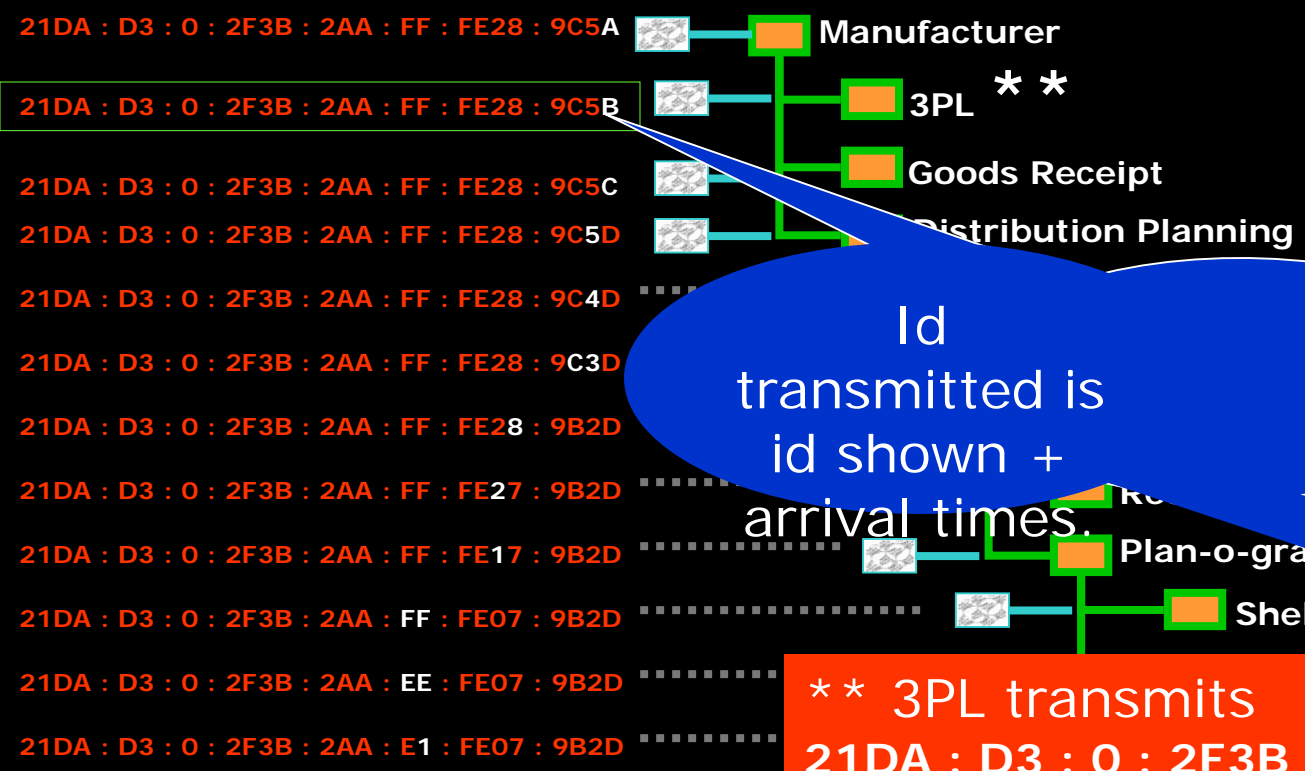 21DA : D3 : 0 : 2F3B : 2AA : FF : FE28 : 9C5A
Manufacturer
21DA : D3 : 0 : 2F3B : 2AA : FF : FE28 : 9C5B
3PL **
21DA : D3 : 0 : 2F3B : 2AA : FF : FE28 : 9C5C
Goods Receipt
21DA : D3 : 0 : 2F3B : 2AA : FF : FE28 : 9C5D
Distribution Planning
21DA : D3 : 0 : 2F3B : 2AA : FF : FE28 : 9C4D
21DA : D3 : 0 : 2F3B : 2AA : FF : FE28 : 9C3D
21DA : D3 : 0 : 2F3B : 2AA : FF : FE28 : 9B2D
21DA : D3 : 0 : 2F3B : 2AA : FF : FE27 : 9B2D
21DA : D3 : 0 : 2F3B : 2AA : FF : FE17 : 9B2D
21DA : D3 : 0 : 2F3B : 2AA : FF : FE07 : 9B2D
21DA : D3 : 0 : 2F3B : 2AA : EE : FE07 : 9B2D
21DA : D3 : 0 : 2F3B : 2AA : E1 : FE07 : 9B2D
Id
transmitted is
id shown +
arrival times.
Plan-o-gra
Shel
** 3PL transmits
21DA : D3 : 0 : 2F3B